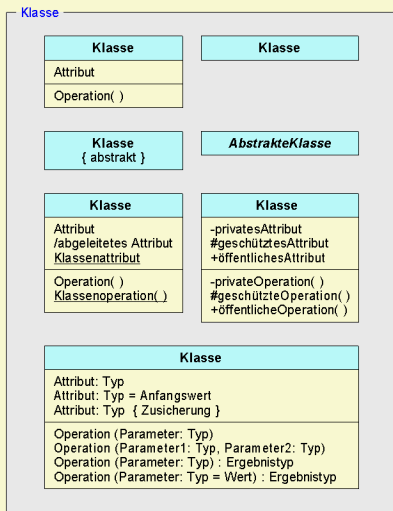 Klasse
Klasse
Attribut
Operation( )
Klasse
Klasse
{ abstrakt }
AbstrakteKlasse
Klasse
Attribut
/abgeleitetes Attribut
Klassenattribut
Operation( )
Klassenoperation( )
Klasse
-privatesAttribut
#geschütztesAttribut
+öffentlichesAttribut
-privateOperation( )
#geschützteOperation( )
+öffentlicheOperation( )
Klasse
Attribut: Typ
Attribut: Typ = Anfangswert
Attribut: Typ { Zusicherung }
Operation (Parameter: Typ)
Operation (Parameter1: Typ, Parameter2: Typ)
Operation (Parameter: Typ) : Ergebnistyp
Operation (Parameter: Typ = Wert) : Ergebnistyp